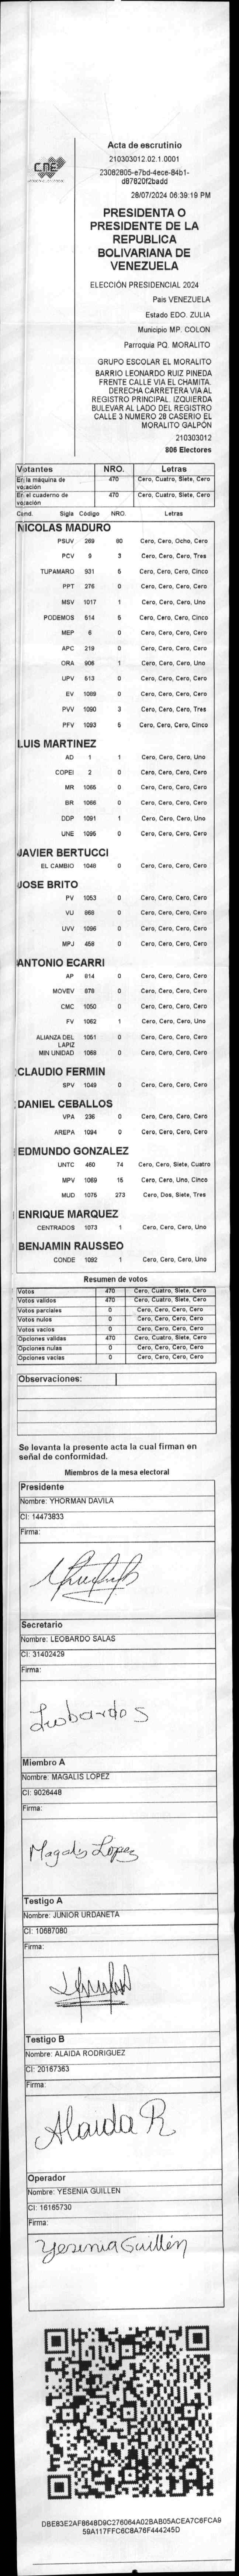 CNE
Acta de escrutinio
210303012.02.1.0001
23082805-e7bd-4ece-84b1-
d87820f2badd
28/07/2024 06:39:19 PM
PRESIDENTA O
PRESIDENTE DE LA
REPUBLICA
BOLIVARIANA DE
VENEZUELA
ELECCIÓN PRESIDENCIAL 2024
Pais VENEZUELA
Estado EDO. ZULIA
Municipio MP. COLON
Parroquia PQ. MORALITO
GRUPO ESCOLAR EL MORALITO
BARRIO LEONARDO RUIZ PINEDA
FRENTE CALLE VIA EL CHAMITA.
DERECHA CARRETERA VIA AL
REGISTRO PRINCIPAL. IZQUIERDA
BULEVAR AL LADO DEL REGISTRO
CALLE 3 NUMERO 28 CASERIO EL
MORALITO GALPÓN
210303012
806 Electores
Votantes NRO. Letras
En la máquina de votación 470 Cero, Cuatro, Siete, Cero
En el cuaderno de votación 470 Cero, Cuatro, Siete, Cero
Cand. Sigla Código NRO. Letras
NICOLAS MADURO
PSUV 269 80 Cero, Cero, Ocho, Cero
PCV 9 3 Cero, Cero, Cero, Tres
TUPAMARO 931 5 Cero, Cero, Cero, Cinco
PPT 276 0 Cero, Cero, Cero, Cero
MSV 1017 1 Cero, Cero, Cero, Uno
PODEMOS 514 5 Cero, Cero, Cero, Cinco
MEP 6 0 Cero, Cero, Cero, Cero
APC 219 0 Cero, Cero, Cero, Cero
ORA 906 1 Cero, Cero, Cero, Uno
UPV 513 0 Cero, Cero, Cero, Cero
EV 1089 0 Cero, Cero, Cero, Cero
PVV 1090 3 Cero, Cero, Cero, Tres
PFV 1093 5 Cero, Cero, Cero, Cinco
LUIS MARTINEZ
AD 1 1 Cero, Cero, Cero, Uno
COPEI 2 0 Cero, Cero, Cero, Cero
MR 1065 0 Cero, Cero, Cero, Cero
BR 1066 0 Cero, Cero, Cero, Cero
DDP 1091 1 Cero, Cero, Cero, Uno
UNE 1095 0 Cero, Cero, Cero, Cero
JAVIER BERTUCCI
EL CAMBIO 1048 0 Cero, Cero, Cero, Cero
JOSE BRITO
PV 1053 0 Cero, Cero, Cero, Cero
VU 868 0 Cero, Cero, Cero, Cero
UVV 1096 0 Cero, Cero, Cero, Cero
MPJ 458 0 Cero, Cero, Cero, Cero
ANTONIO ECARRI
AP 814 0 Cero, Cero, Cero, Cero
MOVEV 878 0 Cero, Cero, Cero, Cero
CMC 1050 0 Cero, Cero, Cero, Cero
FV 1062 1 Cero, Cero, Cero, Uno
ALIANZA DEL LAPIZ 1051 0 Cero, Cero, Cero, Cero
MIN UNIDAD 1068 0 Cero, Cero, Cero, Cero
CLAUDIO FERMIN
SPV 1049 0 Cero, Cero, Cero, Cero
DANIEL CEBALLOS
VPA 236 0 Cero, Cero, Cero, Cero
AREPA 1094 0 Cero, Cero, Cero, Cero
EDMUNDO GONZALEZ
UNTC 460 74 Cero, Cero, Siete, Cuatro
MPV 1069 15 Cero, Cero, Uno, Cinco
MUD 1076 273 Cero, Dos, Siete, Tres
ENRIQUE MARQUEZ
CENTRADOS 1073 1 Cero, Cero, Cero, Uno
BENJAMIN RAUSSEO
CONDE 1092 1 Cero, Cero, Cero, Uno
Resumen de votos
Votos 470 Cero, Cuatro, Siete, Cero
Votos validos 470 Cero, Cuatro, Siete, Cero
Votos parciales 0 Cero, Cero, Cero, Cero
Votos nulos 0 Cero, Cero, Cero, Cero
Votos vacios 0 Cero, Cero, Cero, Cero
Opciones validas 470 Cero, Cuatro, Siete, Cero
Opciones nulas 0 Cero, Cero, Cero, Cero
Opciones vacias 0 Cero, Cero, Cero, Cero
Observaciones:
Se levanta la presente acta la cual firman en
señal de conformidad.
Miembros de la mesa electoral
Presidente
Nombre: YHORMAN DAVILA
CI: 14473833
Firma:
Secretario
Nombre: LEOBARDO SALAS
CI: 31402429
Firma:
Leobardo S
Miembro A
Nombre: MAGALIS LOPEZ
CI: 9026448
Firma:
Magalis Lopez
Testigo A
Nombre: JUNIOR URDANETA
CI: 10687080
Firma:
Testigo B
Nombre: ALAIDA RODRIGUEZ
CI: 20167363
Firma:
Alaida R
Operador
Nombre: YESENIA GUILLEN
CI: 16165730
Firma:
Yesenia Guillén
DBE83E2AF8648D9C276064A02BAB05ACEA7C6FCA9
59A117FFC6C8A76F444245D